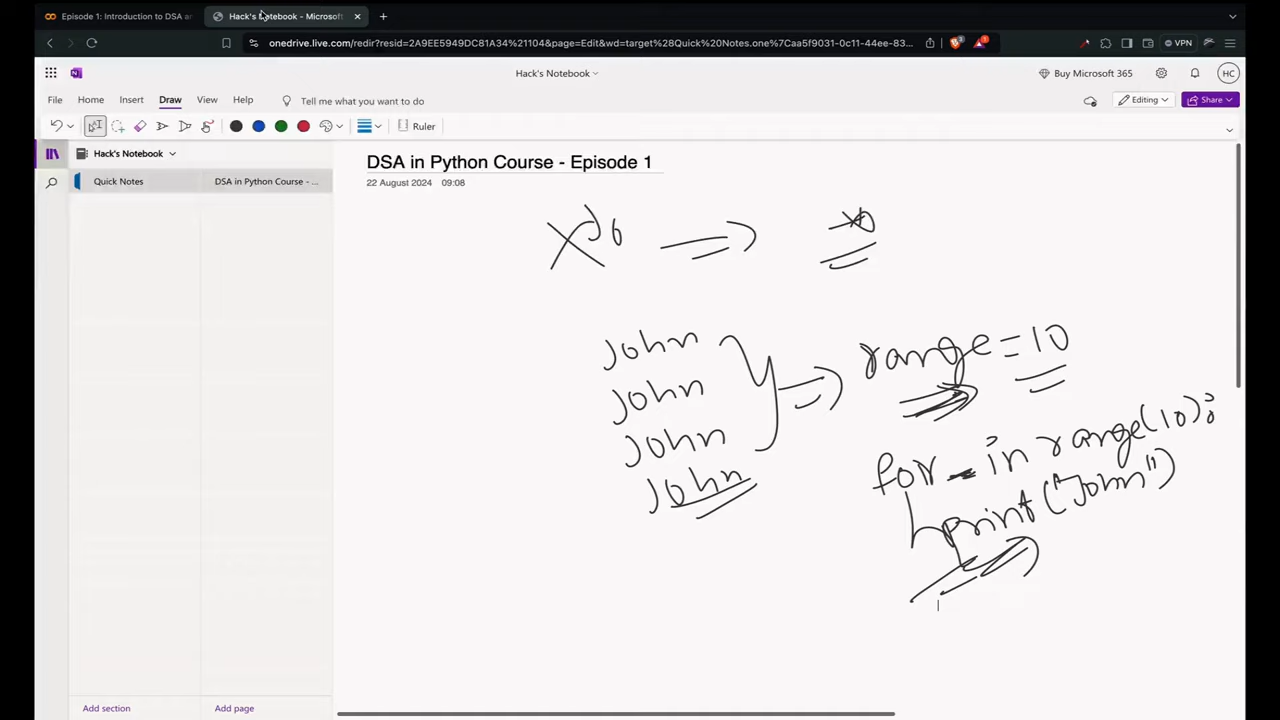 Episode 1: Introduction to DSA an
Hack's Notebook - Microsoft
onedrive.live.com/redir?resid=2A9EE5949DC81A34%21104&page=Edit&wd=target%28Quick%20Notes.one%7Caa5f9031-0c11-44ee-83...
VPN
Hack's Notebook
Buy Microsoft 365
HC
File Home Insert Draw View Help Tell me what you want to do
Editing
Share
Ruler
Hack's Notebook
Quick Notes
DSA in Python Course - ...
DSA in Python Course - Episode 1
22 August 2024 09:08
John
John
John
John
range = 10
for _ in range(10):
print("John")
Add section
Add page